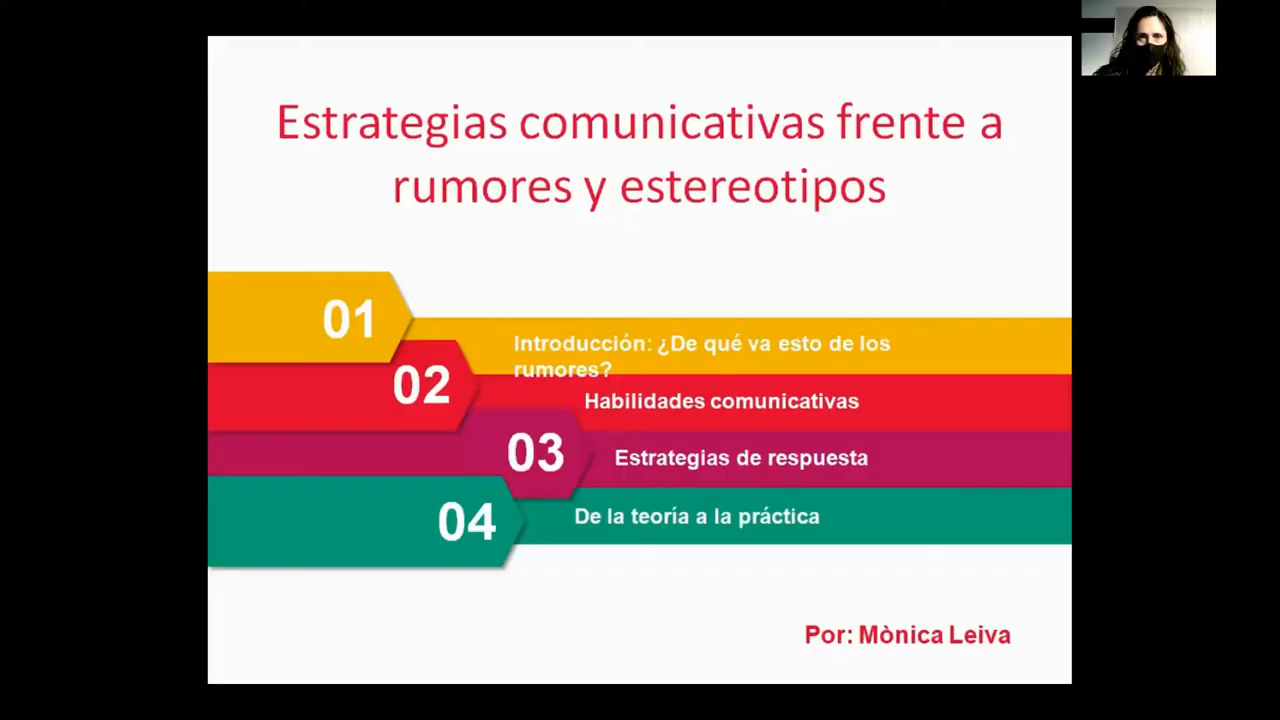 Estrategias comunicativas frente a
rumores y estereotipos
01
Introducción: ¿De qué va esto de los
rumores?
02
Habilidades comunicativas
03
Estrategias de respuesta
04
De la teoría a la práctica
Por: Mònica Leiva